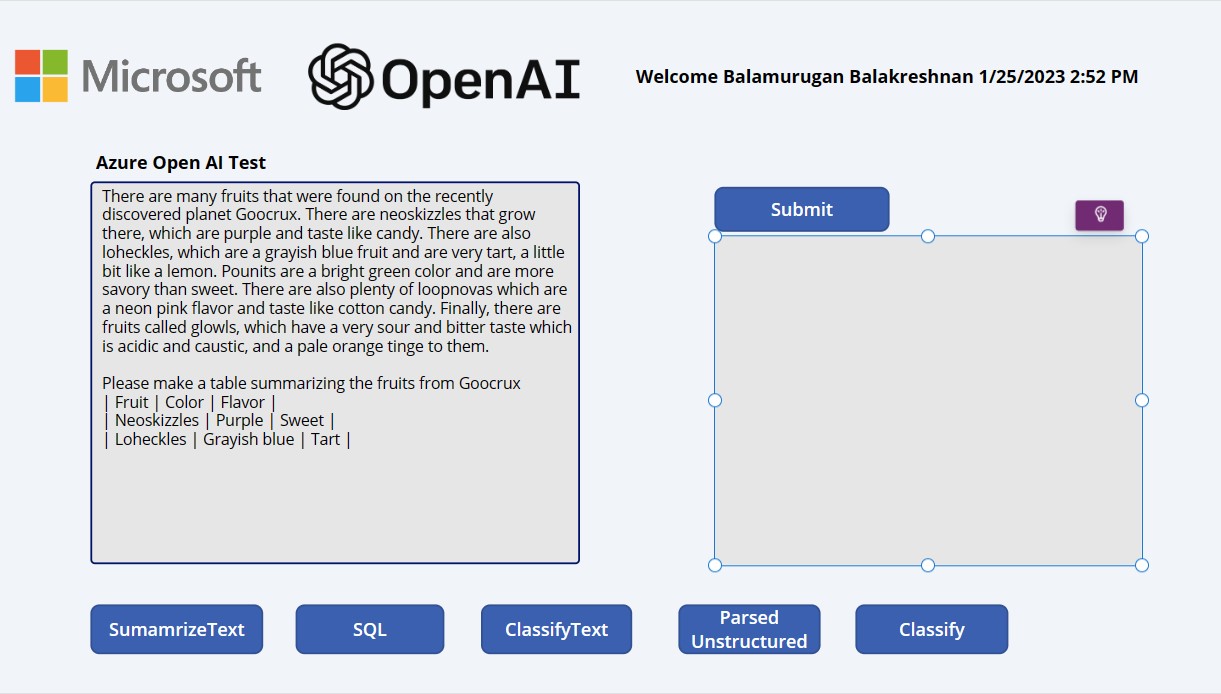 Microsoft
OpenAI
Welcome Balamurugan Balakreshnan 1/25/2023 2:52 PM
Azure Open AI Test
There are many fruits that were found on the recently
discovered planet Goocrux. There are neoskizzles that grow
there, which are purple and taste like candy. There are also
loheckles, which are a grayish blue fruit and are very tart, a little
bit like a lemon. Pounits are a bright green color and are more
savory than sweet. There are also plenty of loopnovas which are
a neon pink flavor and taste like cotton candy. Finally, there are
fruits called glowls, which have a very sour and bitter taste which
is acidic and caustic, and a pale orange tinge to them.
Please make a table summarizing the fruits from Goocrux
| Fruit | Color | Flavor |
| Neoskizzles | Purple | Sweet |
| Loheckles | Grayish blue | Tart |
Submit
SumamrizeText
SQL
ClassifyText
Parsed
Unstructured
Classify